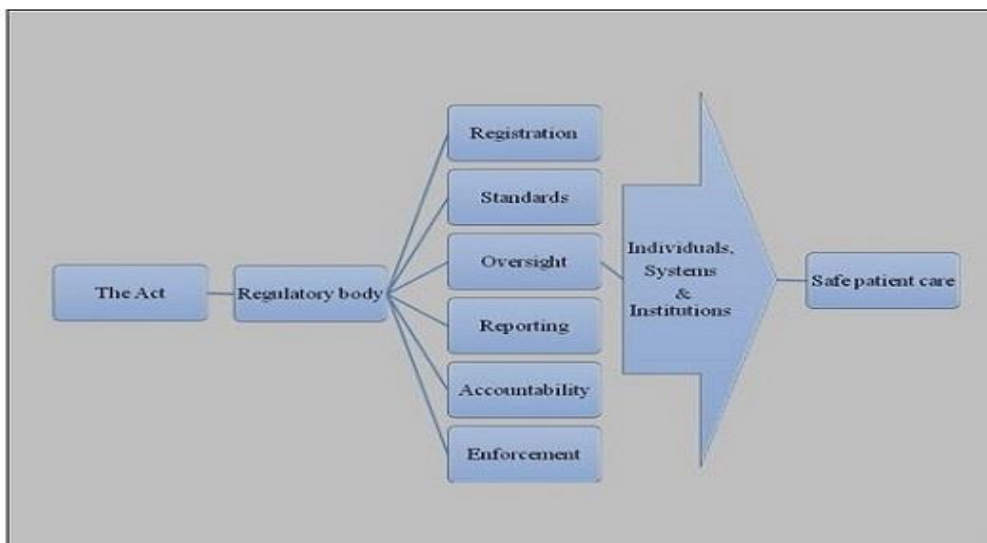 The Act
Regulatory body
Registration
Standards
Oversight
Reporting
Accountability
Enforcement
Individuals,
Systems
&
Institutions
Safe patient care